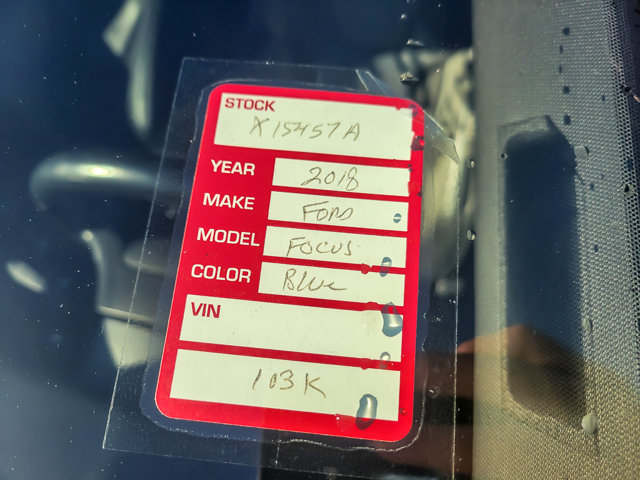 STOCK
X15457A
YEAR 2018
MAKE FORD
MODEL FOCUS
COLOR BLUE
VIN
103K